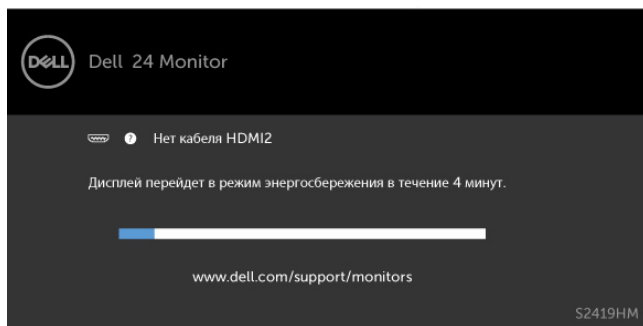 DELL
Dell 24 Monitor
? Нет кабеля HDMI2
Дисплей перейдет в режим энергосбережения в течение 4 минут.
www.dell.com/support/monitors
S2419HM